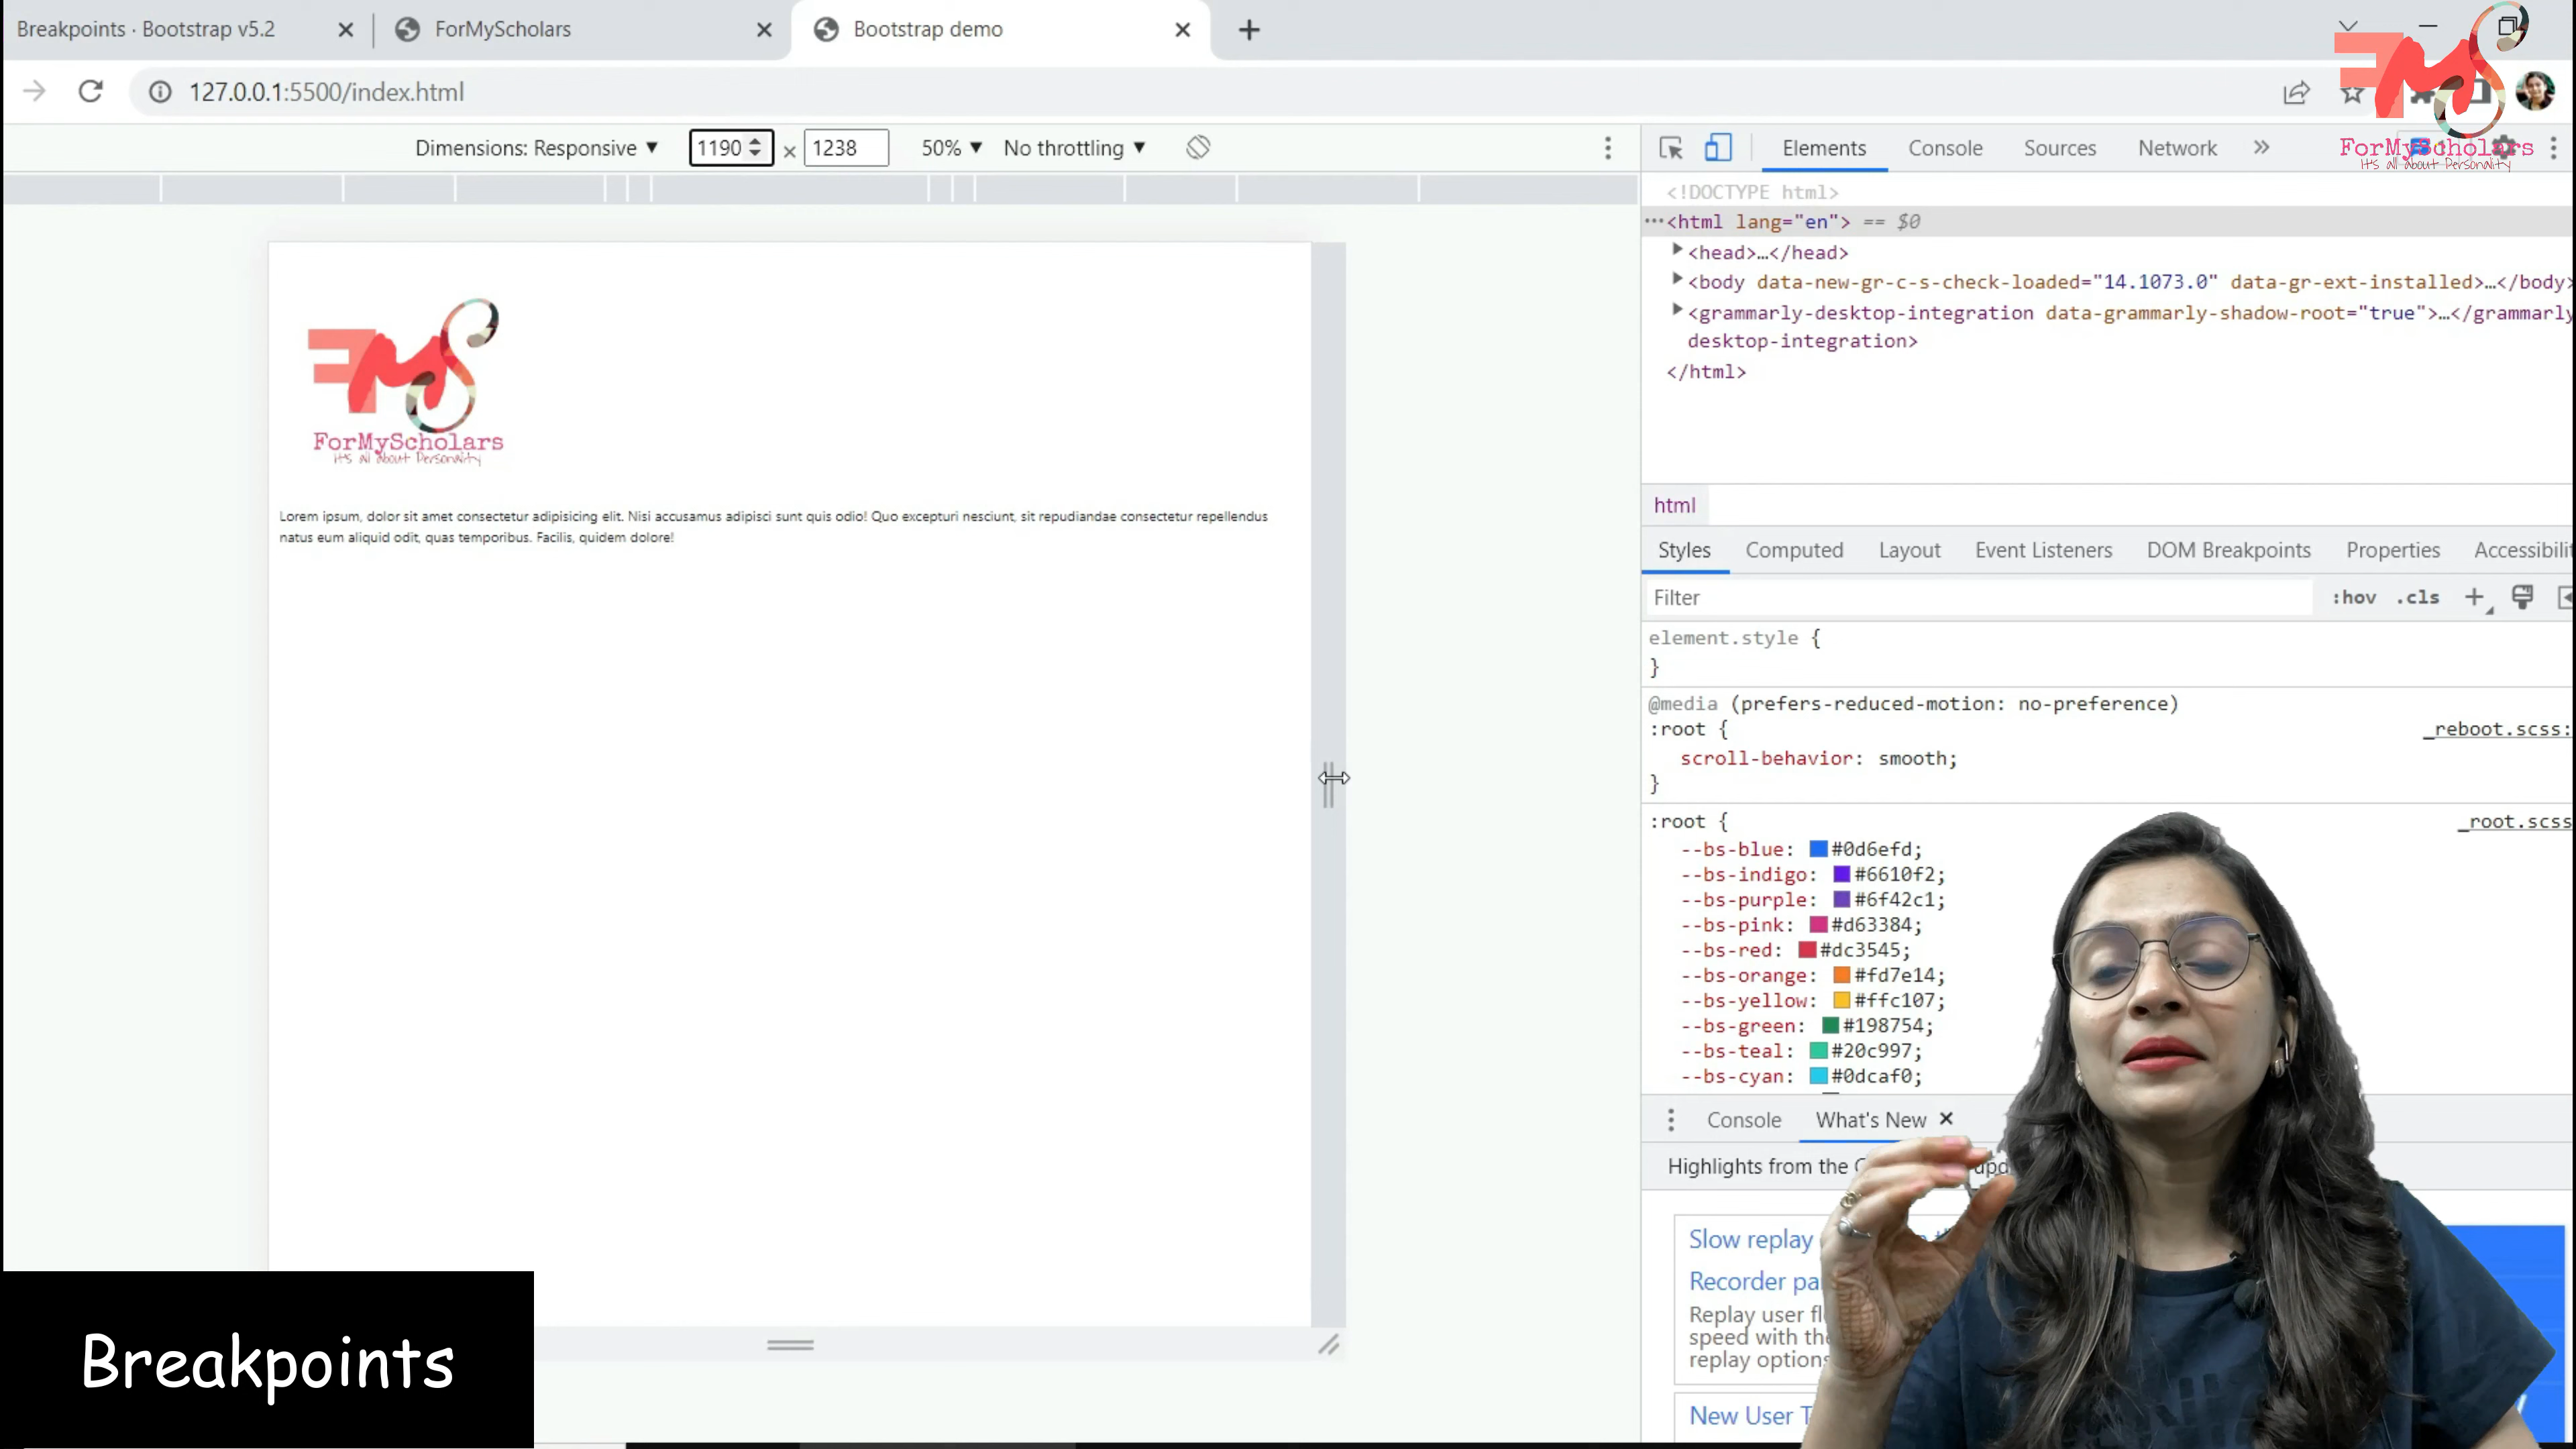 Breakpoints · Bootstrap v5.2
ForMyScholars
Bootstrap demo
127.0.0.1:5500/index.html
Dimensions: Responsive
1190 × 1238
50%
No throttling
Elements
Console
Sources
Network
ForMyScholars
It's all about Personality
<!DOCTYPE html>
<html lang="en"> == $0
<head>…</head>
<body data-new-gr-c-s-check-loaded="14.1073.0" data-gr-ext-installed>…</body>
<grammarly-desktop-integration data-grammarly-shadow-root="true">…</grammarly
desktop-integration>
</html>
html
Styles
Computed
Layout
Event Listeners
DOM Breakpoints
Properties
Filter
:hov .cls
element.style {
}
@media (prefers-reduced-motion: no-preference)
:root {
_reboot.scss:
scroll-behavior: smooth;
}
:root {
_root.scss
--bs-blue: #0d6efd;
--bs-indigo: #6610f2;
--bs-purple: #6f42c1;
--bs-pink: #d63384;
--bs-red: #dc3545;
--bs-orange: #fd7e14;
--bs-yellow: #ffc107;
--bs-green: #198754;
--bs-teal: #20c997;
--bs-cyan: #0dcaf0;
Console
What's New
Highlights from the
Slow replay
Recorder
Replay user
speed with
replay
New User
ForMyScholars
it's all about Personality
Lorem ipsum, dolor sit amet consectetur adipisicing elit. Nisi accusamus adipisci sunt quis odio! Quo excepturi nesciunt, sit repudiandae consectetur repellendus
natus eum aliquid odit, quas temporibus. Facilis, quidem dolore!
Breakpoints